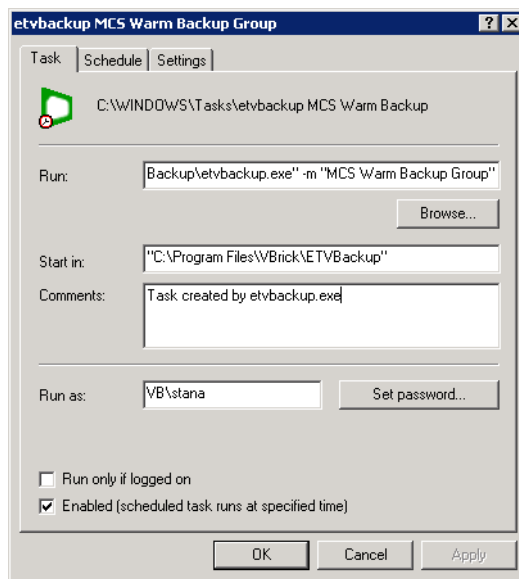 etvbackup MCS Warm Backup Group
Task Schedule Settings
C:\WINDOWS\Tasks\etvbackup MCS Warm Backup
Run: Backup\etvbackup.exe" -m "MCS Warm Backup Group"
Browse...
Start in: "C:\Program Files\VBrick\ETVBackup"
Comments: Task created by etvbackup.exe
Run as: VB\stana Set password...
Run only if logged on
Enabled (scheduled task runs at specified time)
OK Cancel Apply